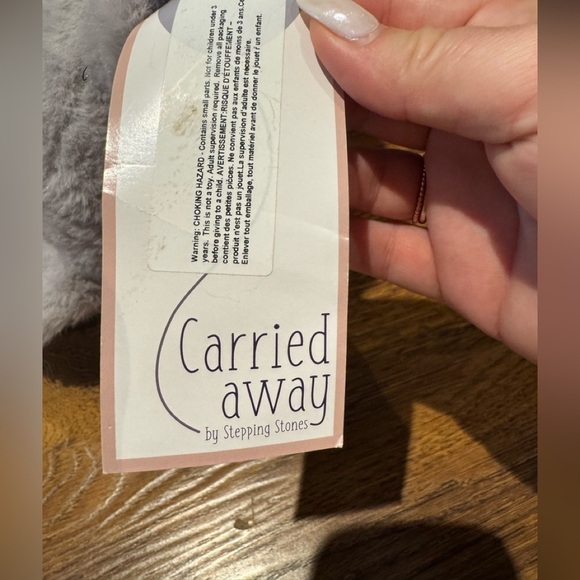 Warning: CHOKING HAZARD - Contains small parts. Not for children under 3
years. This is not a toy. Adult supervision required. Remove all packaging
before giving to a child. AVERTISSEMENT:RISQUE D'ÉTOUFFEMENT –
contient des petites pièces. Ne convient pas aux enfants de moins de 3 ans.Ce
produit n'est pas un jouet.La supervision d'adulte est nécessaire.
Enlever tout emballage, tout matériel avant de donner le jouet l' un enfant.
Carried
away
by Stepping Stones